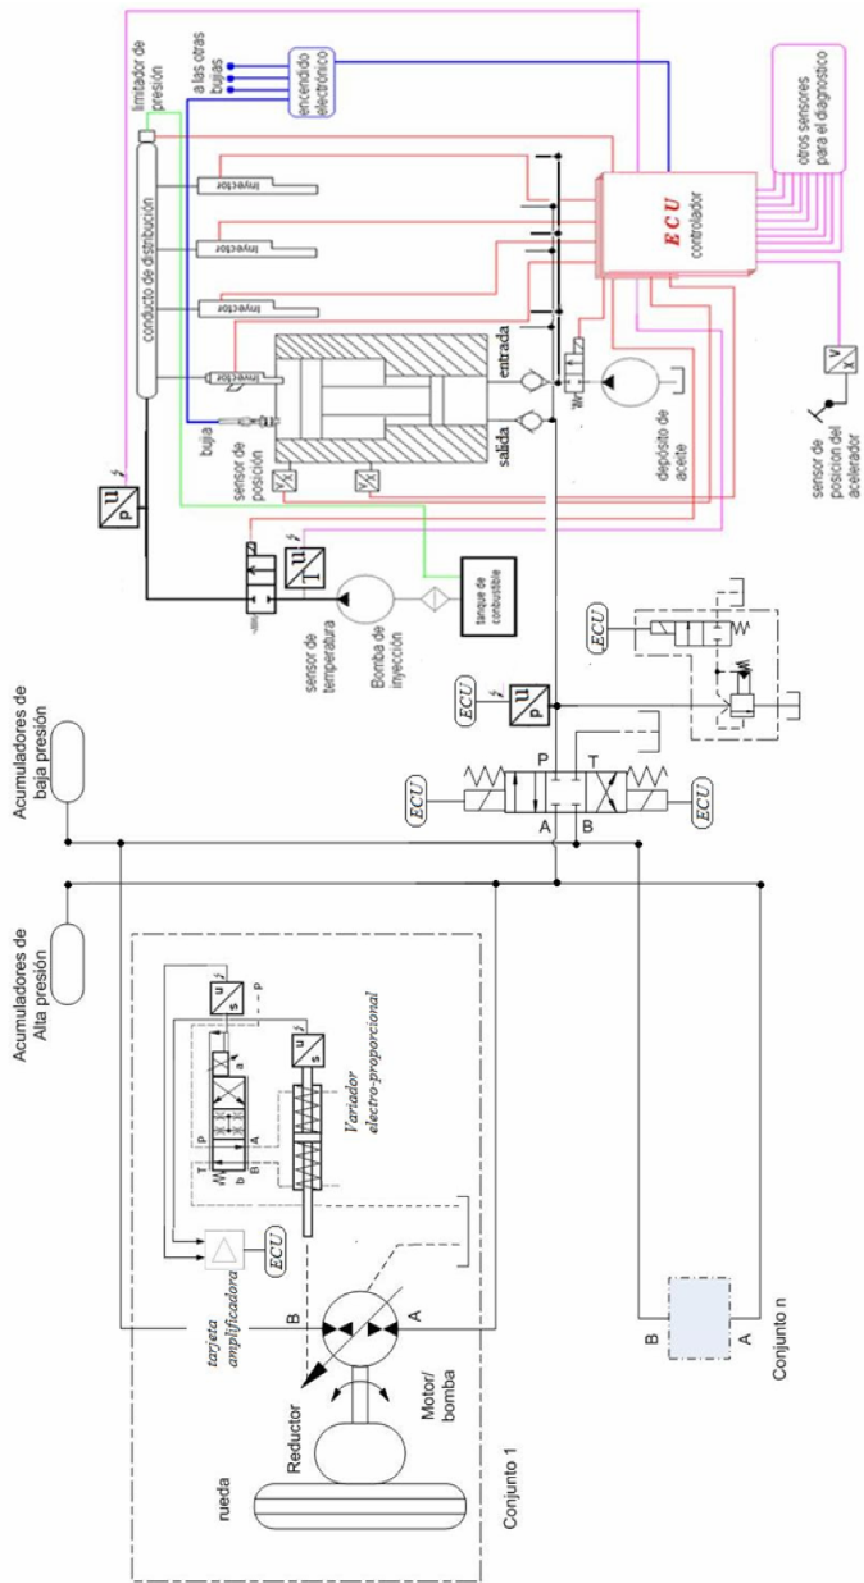 limitador de
presión
a las otras
bujías
encendido
electrónico
otros sensores
para el diagnostico
conducto de distribución
Inyector
Inyector
Inyector
Inyector
E C U
controlador
bujía
sensor de
posición
entrada
salida
Y X
Y X
P u
depósito de
aceite
sensor de
posicion del
acelerador
V
X
sensor de
temperatura
T u
Bomba de
inyección
tanque de
combustible
ECU
P u
ECU
P
T
A
B
ECU
ECU
Acumuladores de
baja presión
Acumuladores de
Alta presión
u
s
P
a
P
T
A
B
b
u
s
Variador
electro-proporcional
tarjeta
amplificadora
ECU
B
A
Motor/
bomba
Reductor
rueda
Conjunto 1
B
A
Conjunto n